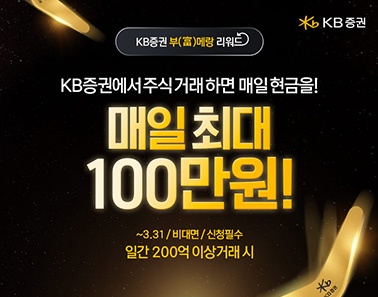 KB 증권
KB증권 부(富)메랑 리워드
KB증권에서 주식 거래 하면 매일 현금을!
매일 최대
100만원!
~3.31 / 비대면 / 신청필수
일간 200억 이상거래 시